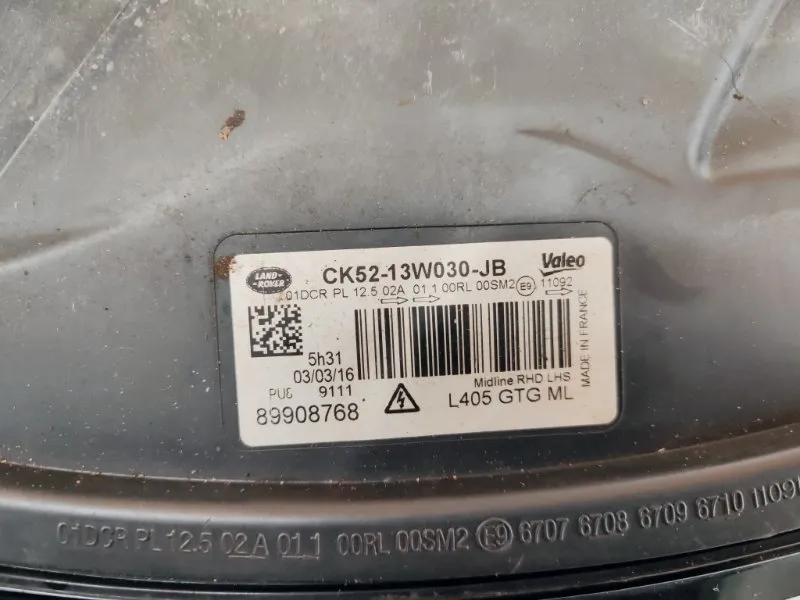 LAND-
ROVER
CK52-13W030-JB
Valeo
01DCR PL 12.5 02A 01.1 00RL 00SM2 E9 11092
5h31
03/03/16
9111
89908768
Midline RHD LHS
L405 GTG ML
MADE IN FRANCE
01DCR PL 12.5 02A 01.1 00RL 00SM2 E9 6707 6708 6709 6710